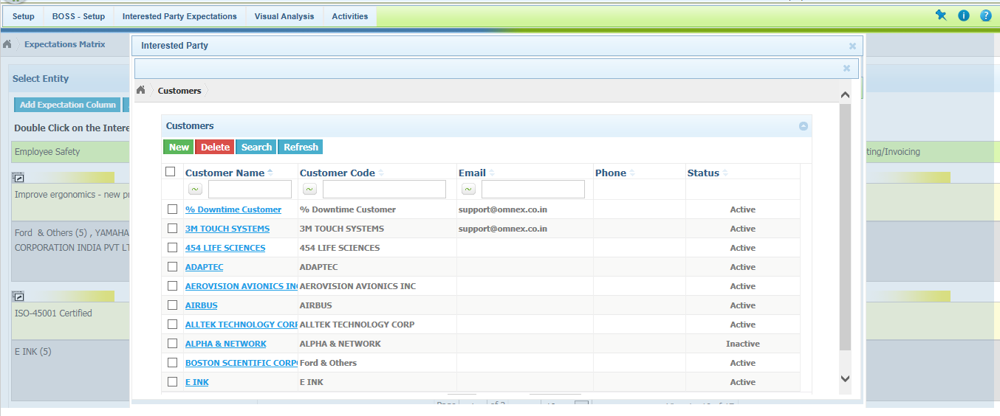 Setup BOSS - Setup Interested Party Expectations Visual Analysis Activities
Expectations Matrix
Interested Party
Select Entity
Customers
Add Expectation Column
Customers
Double Click on the Intere
New Delete Search Refresh
Employee Safety
ting/Invoicing
Customer Name Customer Code Email Phone Status
~ ~ ~
Improve ergonomics - new pr
% Downtime Customer % Downtime Customer support@omnex.co.in Active
Ford & Others (5) , YAMAHA
3M TOUCH SYSTEMS 3M TOUCH SYSTEMS support@omnex.co.in Active
CORPORATION INDIA PVT LT
454 LIFE SCIENCES 454 LIFE SCIENCES Active
ADAPTEC ADAPTEC Active
AEROVISION AVIONICS IN AEROVISION AVIONICS INC Active
AIRBUS AIRBUS Active
ISO-45001 Certified
ALLTEK TECHNOLOGY CORP ALLTEK TECHNOLOGY CORP Active
ALPHA & NETWORK ALPHA & NETWORK Inactive
E INK (5)
BOSTON SCIENTIFIC CORP Ford & Others Active
E INK E INK Active